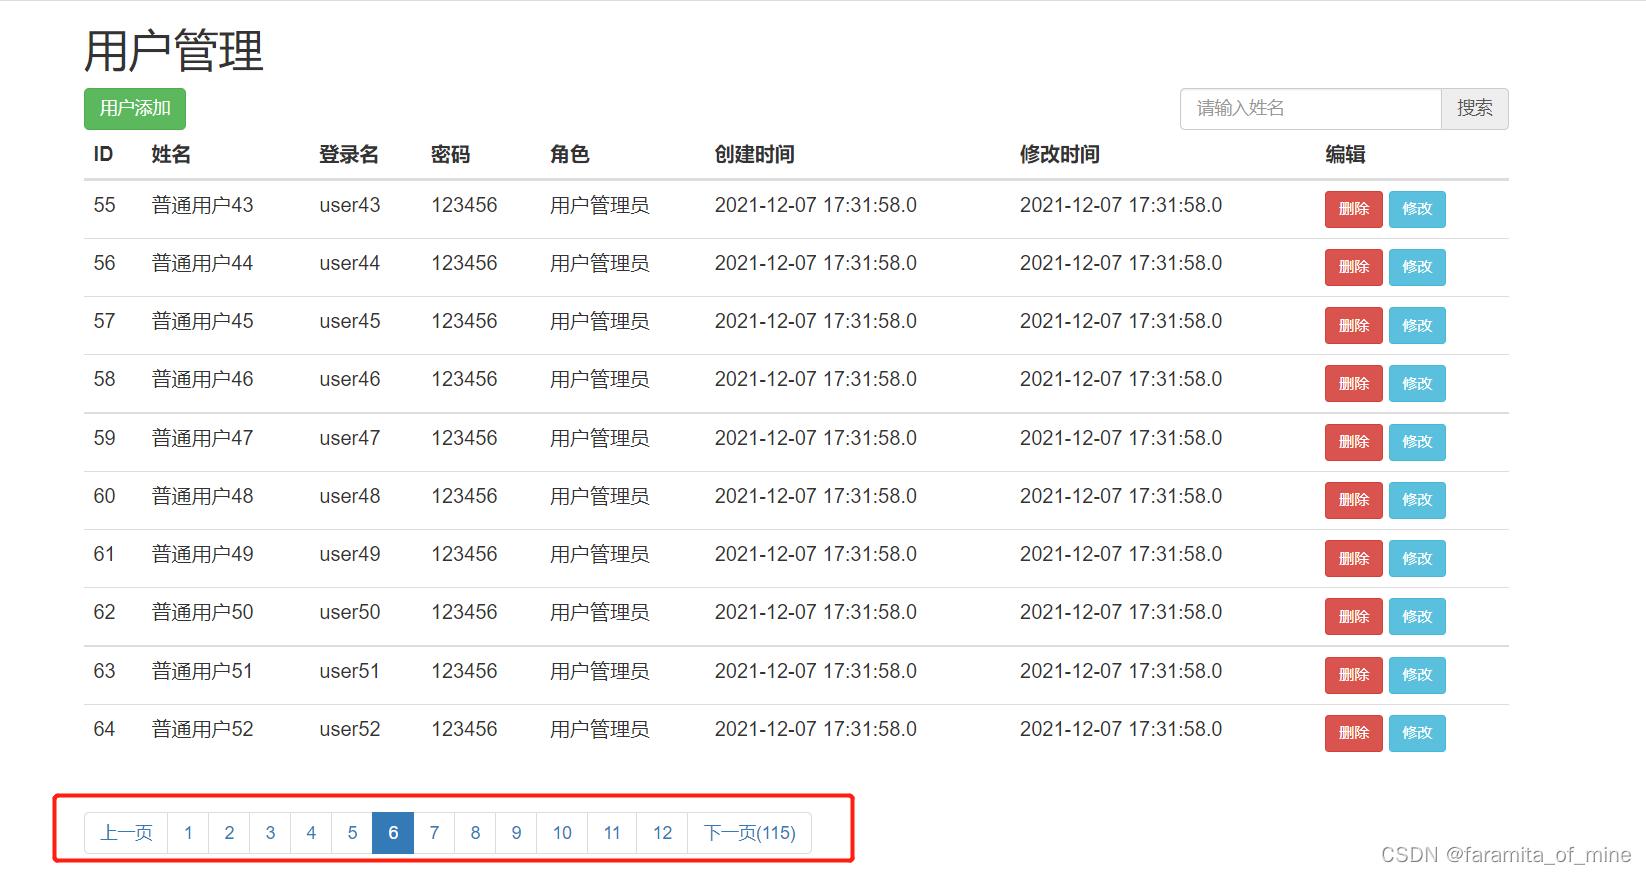 用户管理
用户添加 请输入姓名 搜索
ID 姓名 登录名 密码 角色 创建时间 修改时间 编辑
55 普通用户43 user43 123456 用户管理员 2021-12-07 17:31:58.0 2021-12-07 17:31:58.0 删除 修改
56 普通用户44 user44 123456 用户管理员 2021-12-07 17:31:58.0 2021-12-07 17:31:58.0 删除 修改
57 普通用户45 user45 123456 用户管理员 2021-12-07 17:31:58.0 2021-12-07 17:31:58.0 删除 修改
58 普通用户46 user46 123456 用户管理员 2021-12-07 17:31:58.0 2021-12-07 17:31:58.0 删除 修改
59 普通用户47 user47 123456 用户管理员 2021-12-07 17:31:58.0 2021-12-07 17:31:58.0 删除 修改
60 普通用户48 user48 123456 用户管理员 2021-12-07 17:31:58.0 2021-12-07 17:31:58.0 删除 修改
61 普通用户49 user49 123456 用户管理员 2021-12-07 17:31:58.0 2021-12-07 17:31:58.0 删除 修改
62 普通用户50 user50 123456 用户管理员 2021-12-07 17:31:58.0 2021-12-07 17:31:58.0 删除 修改
63 普通用户51 user51 123456 用户管理员 2021-12-07 17:31:58.0 2021-12-07 17:31:58.0 删除 修改
64 普通用户52 user52 123456 用户管理员 2021-12-07 17:31:58.0 2021-12-07 17:31:58.0 删除 修改
上一页 1 2 3 4 5 6 7 8 9 10 11 12 下一页(115)
CSDN @faramita_of_mine